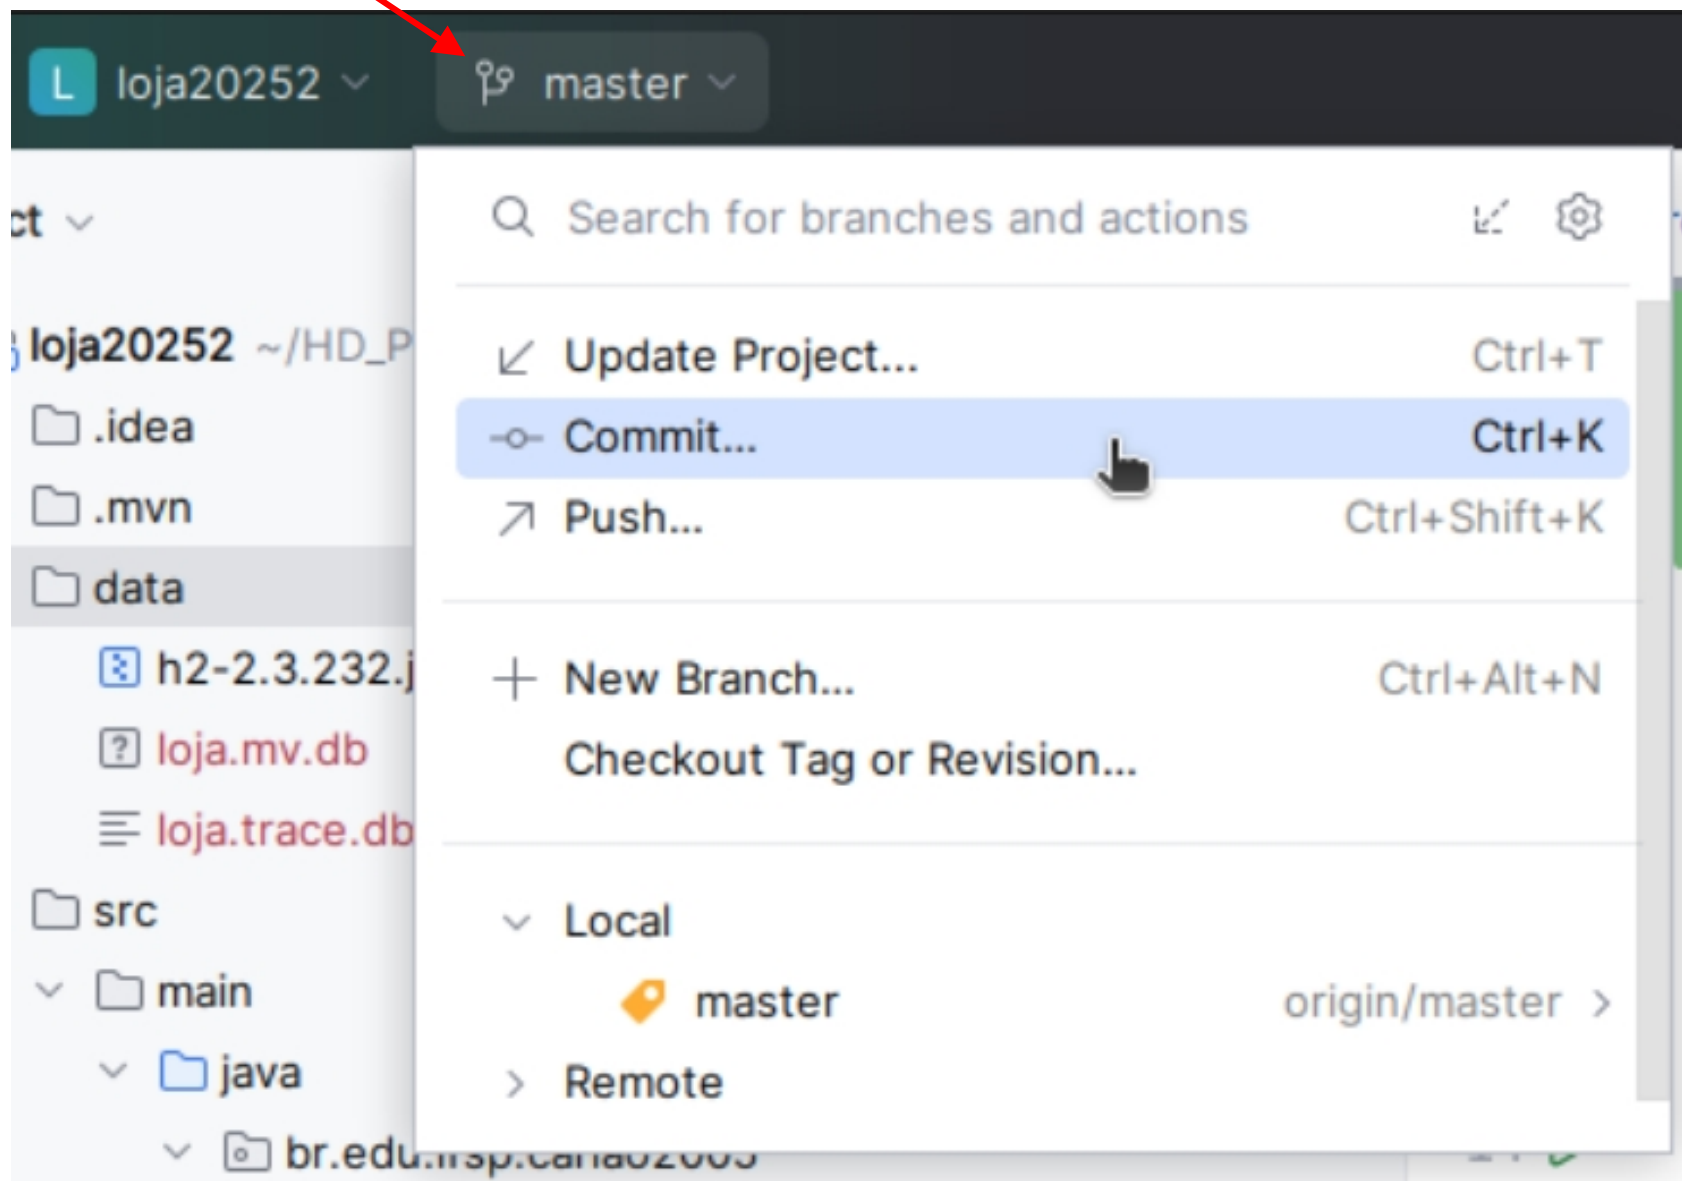 L loja20252 master
Search for branches and actions
ct
loja20252 ~/HD_P
Update Project... Ctrl+T
.idea
Commit... Ctrl+K
.mvn
Push... Ctrl+Shift+K
data
h2-2.3.232.j
New Branch... Ctrl+Alt+N
loja.mv.db
Checkout Tag or Revision...
loja.trace.db
src
Local
main
master origin/master
java
Remote
br.edu.ifsp.